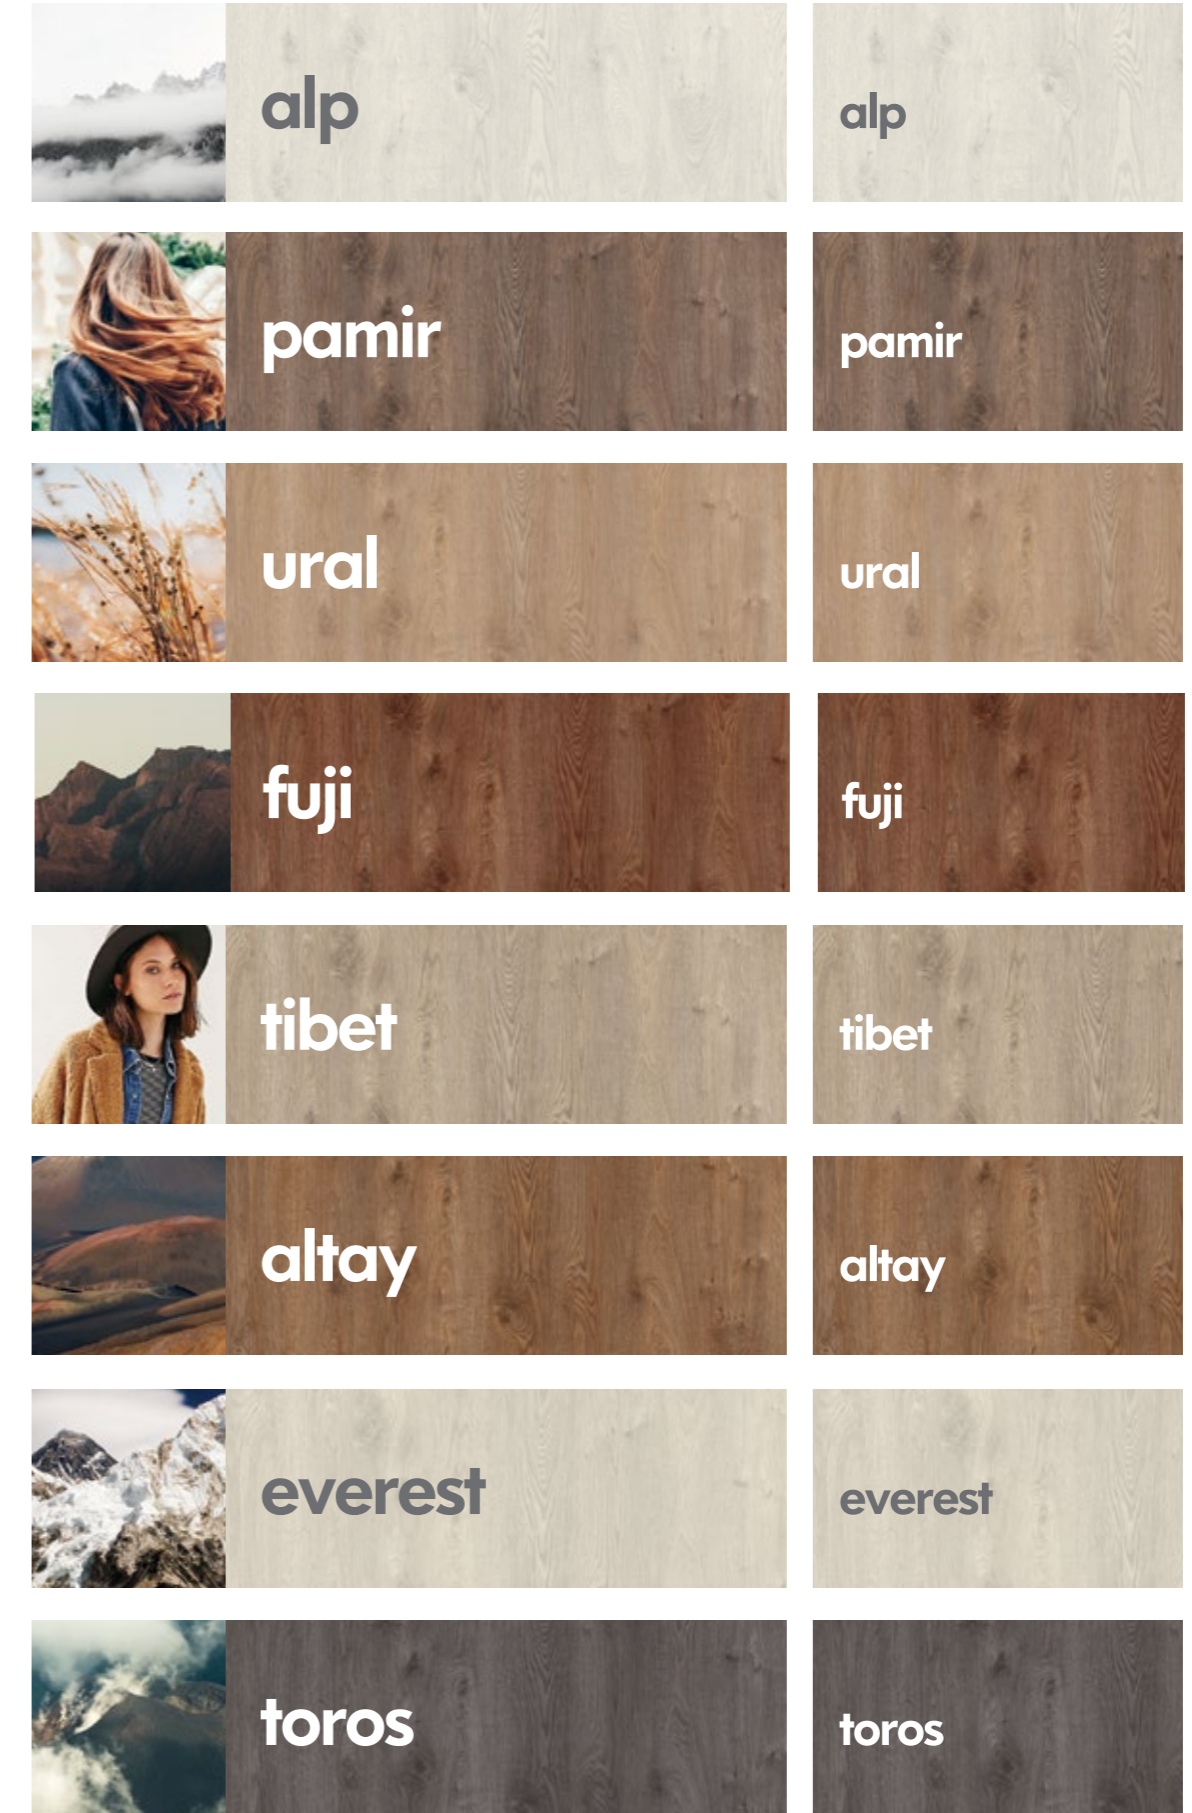 alp
alp
pamir
pamir
ural
ural
fuji
fuji
tibet
tibet
altay
altay
everest
everest
toros
toros